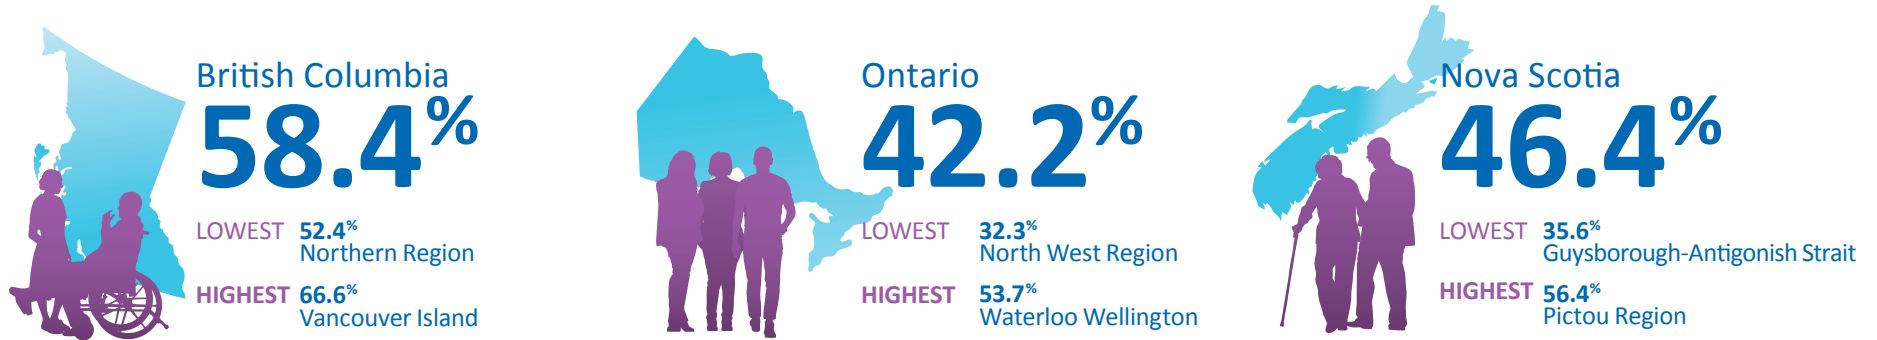 British Columbia
58.4%
LOWEST 52.4%
Northern Region
HIGHEST 66.6%
Vancouver Island
Ontario
42.2%
LOWEST 32.3%
North West Region
HIGHEST 53.7%
Waterloo Wellington
Nova Scotia
46.4%
LOWEST 35.6%
Guysborough-Antigonish Strait
HIGHEST 56.4%
Pictou Region